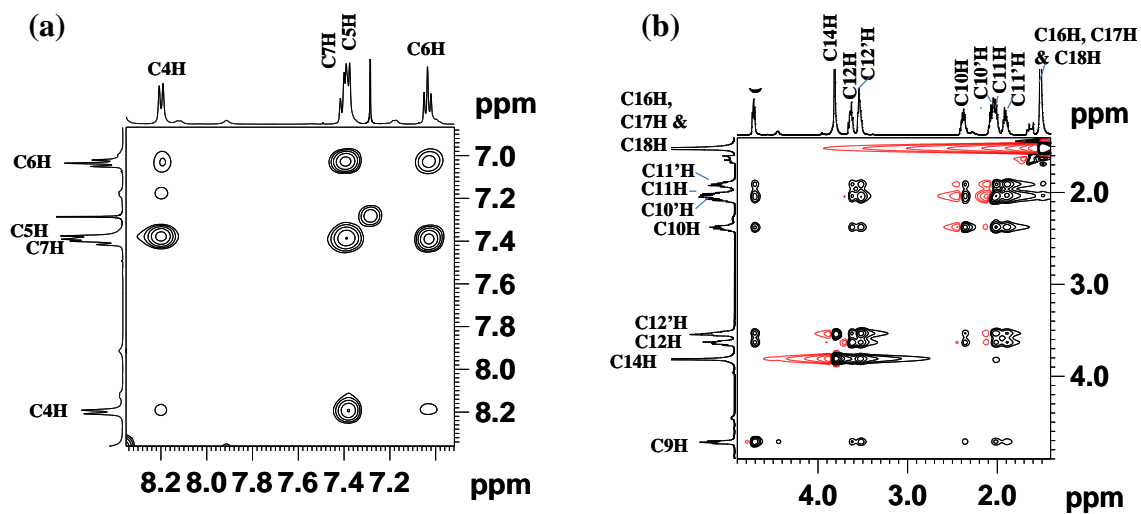 (a)
C4H
C7H
C5H
C6H
ppm
C6H
C5H
C7H
C4H
7.0
7.2
7.4
7.6
7.8
8.0
8.2
8.2 8.0 7.8 7.6 7.4 7.2 ppm
(b)
C14H
C12H
C12’H
C10H
C10’H
C11H
C11’H
C16H, C17H
& C18H
ppm
C16H,
C17H &
C18H
C11’H
C11H
C10’H
C10H
C12’H
C12H
C14H
C9H
2.0
3.0
4.0
4.0 3.0 2.0 ppm